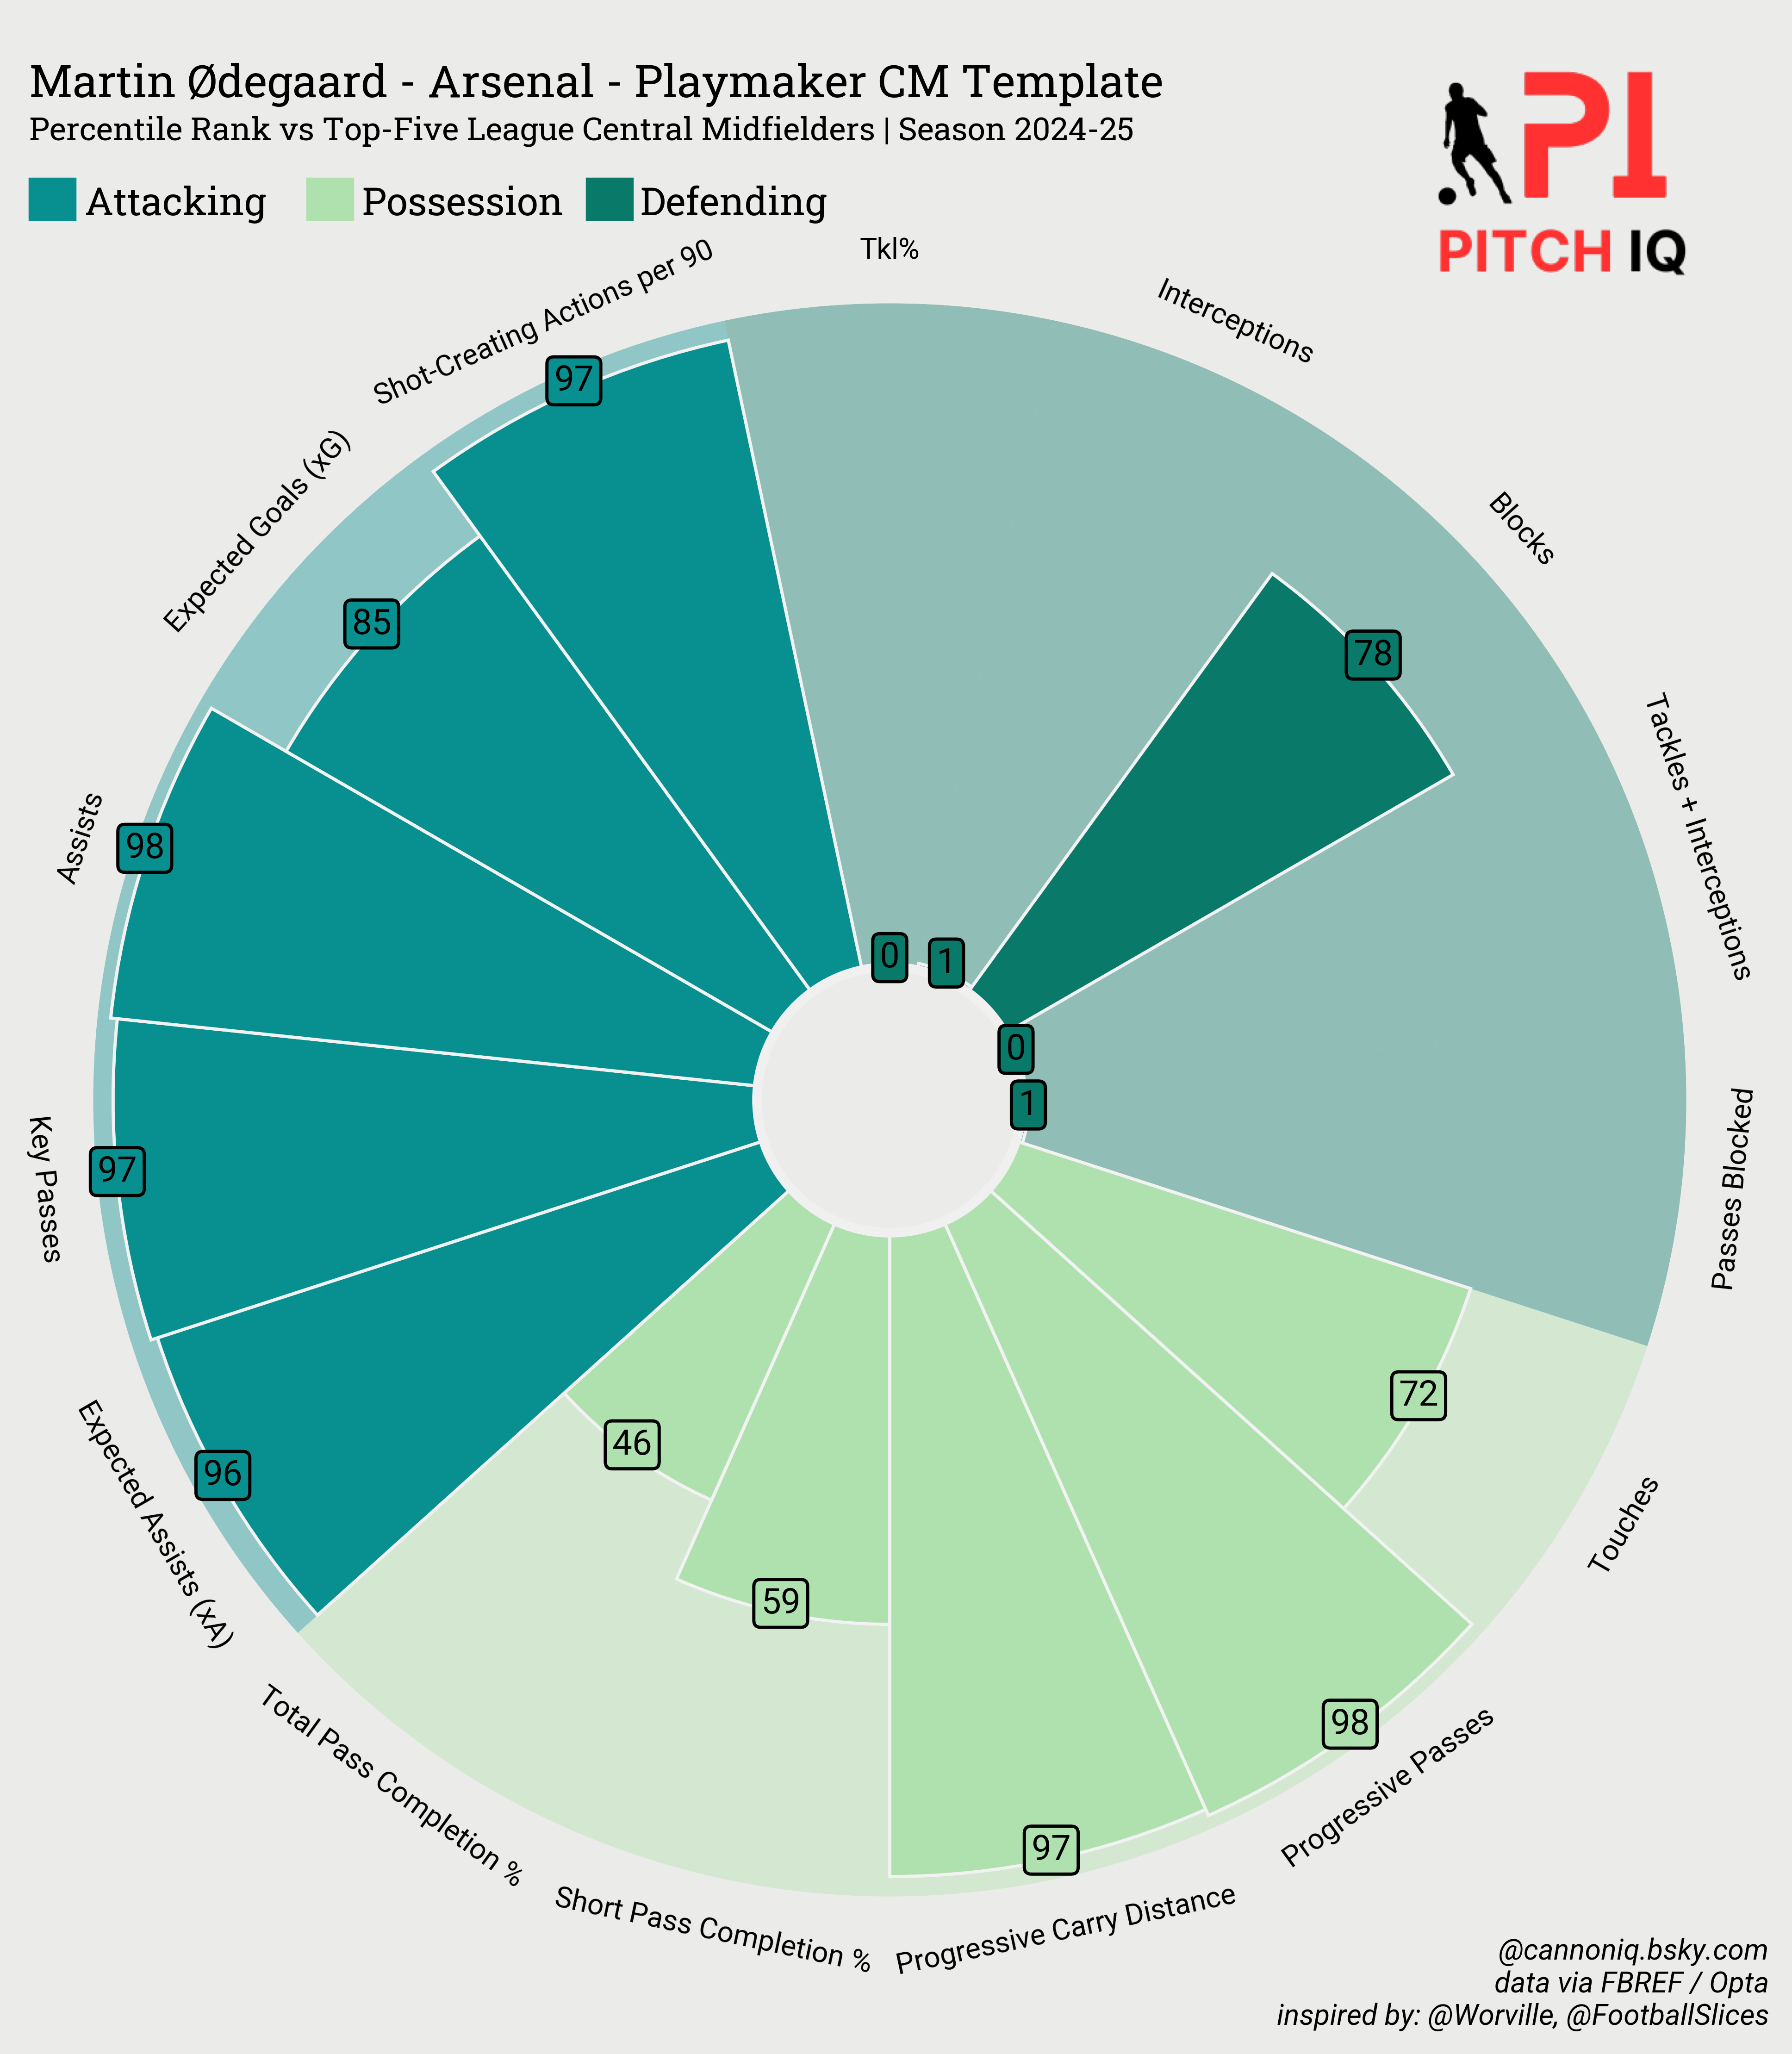 Martin Ødegaard - Arsenal - Playmaker CM Template
Percentile Rank vs Top-Five League Central Midfielders | Season 2024-25
Attacking
Possession
Defending
PI
PITCH IQ
Tkl%
Interceptions
Blocks
Tackles + Interceptions
Passes Blocked
Touches
Progressive Passes
Progressive Carry Distance
Short Pass Completion %
Total Pass Completion %
Expected Assists (xA)
Key Passes
Assists
Expected Goals (xG)
Shot-Creating Actions per 90
0
1
78
0
1
72
98
97
59
46
96
97
98
85
97
@cannoniq.bsky.com
data via FBREF / Opta
inspired by: @Worville, @FootballSlices